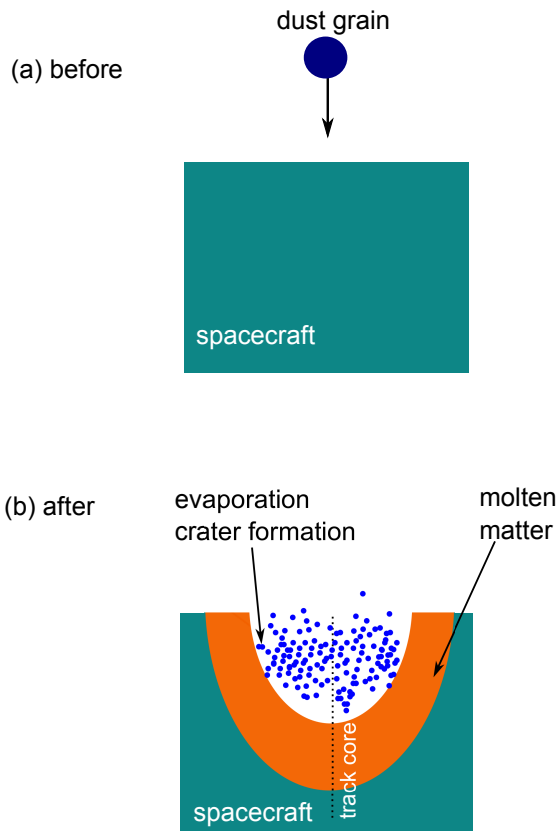 dust grain
(a) before
spacecraft
(b) after
evaporation
crater formation
molten
matter
track core
spacecraft